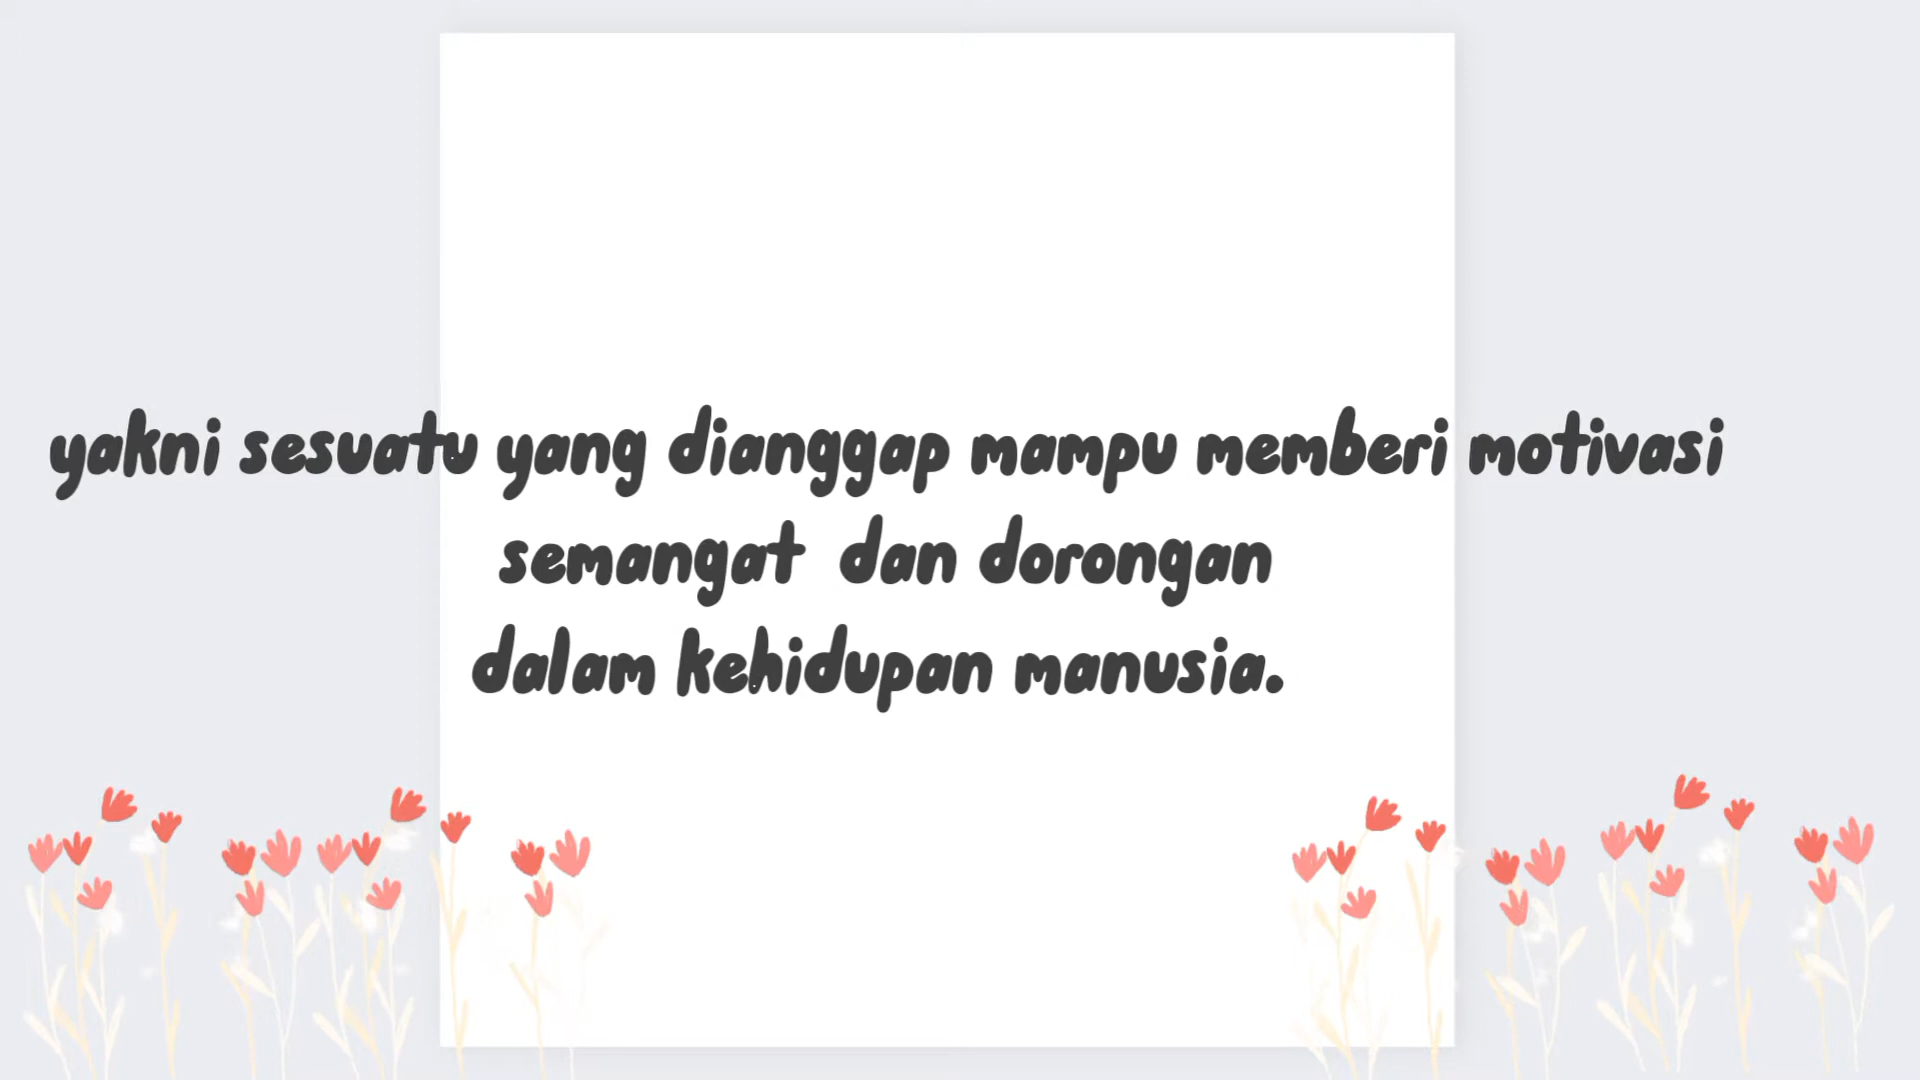 yakni sesuatu yang dianggap mampu memberi motivasi
semangat dan dorongan
dalam kehidupan manusia.